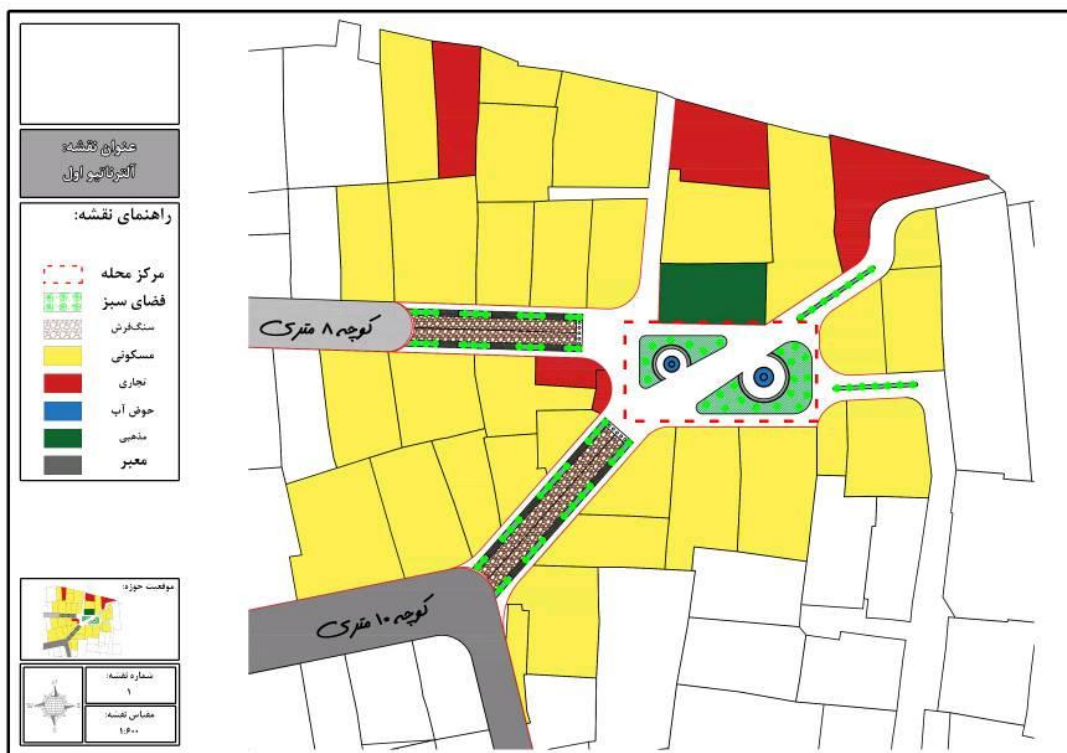 عنوان نقشه:
آلترناتیو اول
راهنمای نقشه:
مرکز محله
فضای سبز
سنگفرش
مسکونی
تجاری
حوض آب
مذهبی
معبر
موقعیت حوزه:
شماره نقشه:
۱
مقیاس نقشه:
۱:۶۰۰
کوچه ۸ متری
کوچه ۱۰ متری